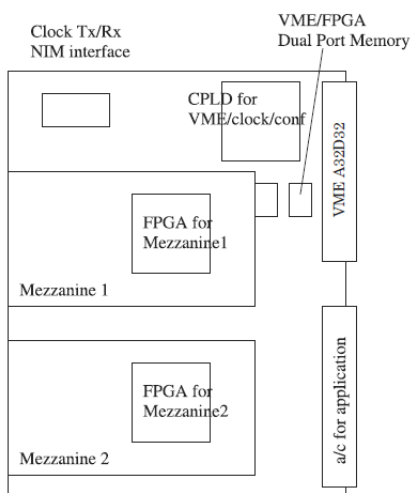 Clock Tx/Rx
NIM interface
VME/FPGA
Dual Port Memory
CPLD for
VME/clock/conf
VME A32D32
FPGA for
Mezzanine1
Mezzanine 1
a/c for application
FPGA for
Mezzanine2
Mezzanine 2